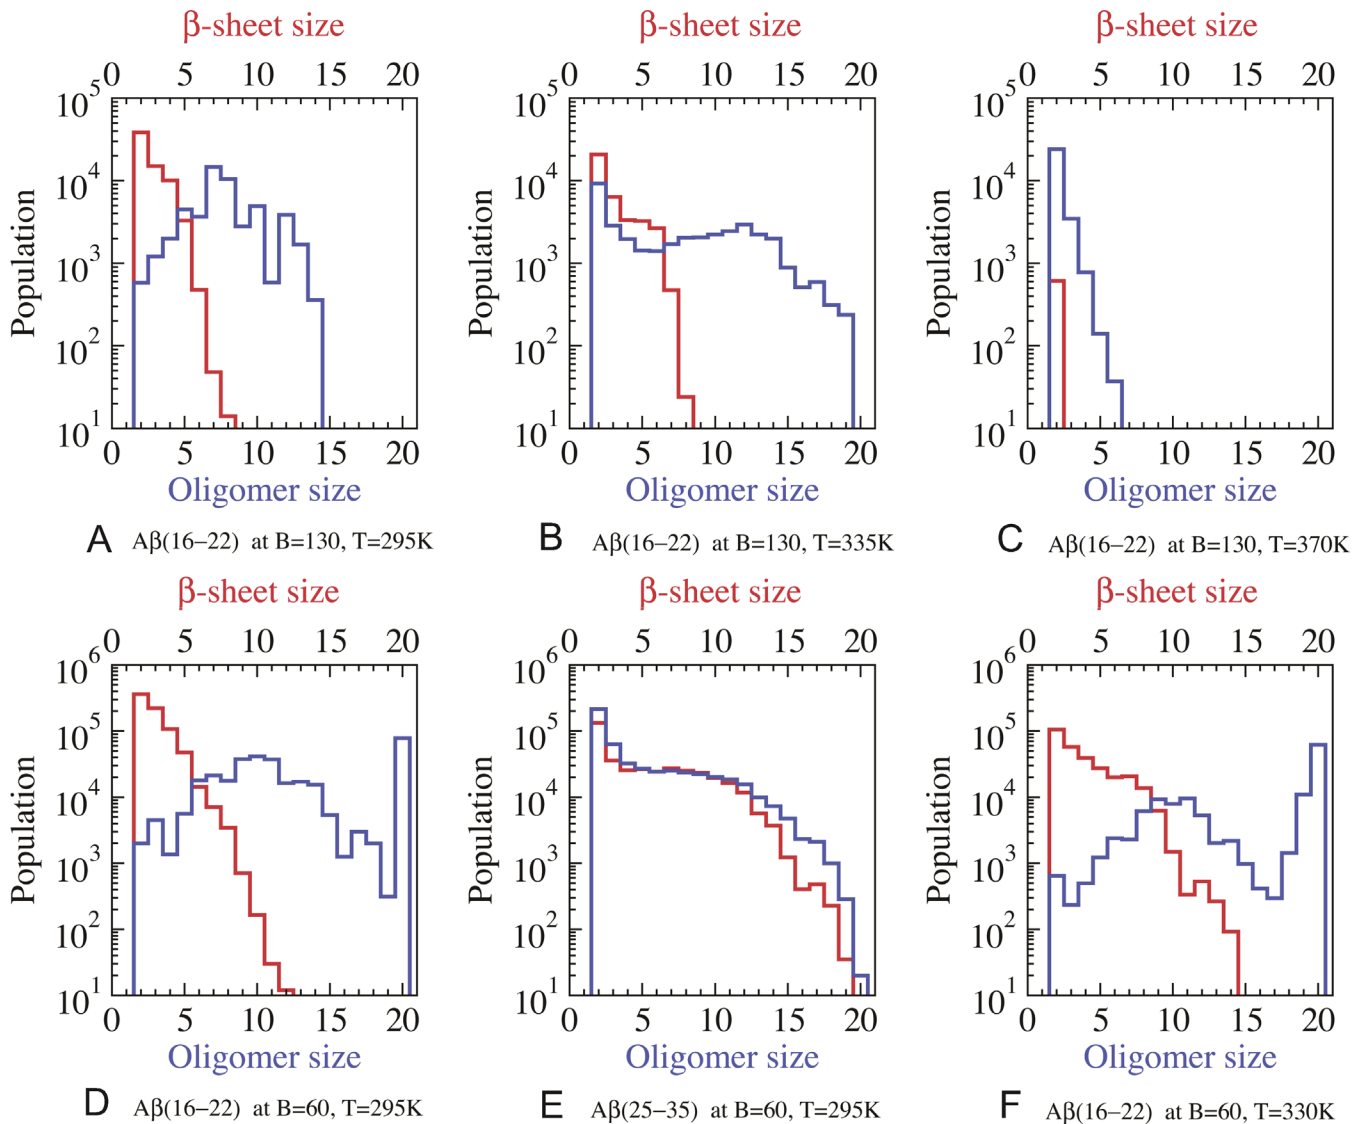 β-sheet size β-sheet size β-sheet size
0 5 10 15 20 0 5 10 15 20 0 5 10 15 20
10^5 10^5 10^5
10^4 10^4 10^4
10^3 10^3 10^3
10^2 10^2 10^2
10^1 10^1 10^1
Population Population Population
0 5 10 15 20 0 5 10 15 20 0 5 10 15 20
Oligomer size Oligomer size Oligomer size
A Aβ(16–22) at B=130, T=295K B Aβ(16–22) at B=130, T=335K C Aβ(16–22) at B=130, T=370K
β-sheet size β-sheet size β-sheet size
0 5 10 15 20 0 5 10 15 20 0 5 10 15 20
10^6 10^6 10^6
10^5 10^5 10^5
10^4 10^4 10^4
10^3 10^3 10^3
10^2 10^2 10^2
10^1 10^1 10^1
Population Population Population
0 5 10 15 20 0 5 10 15 20 0 5 10 15 20
Oligomer size Oligomer size Oligomer size
D Aβ(16–22) at B=60, T=295K E Aβ(25–35) at B=60, T=295K F Aβ(16–22) at B=60, T=330K